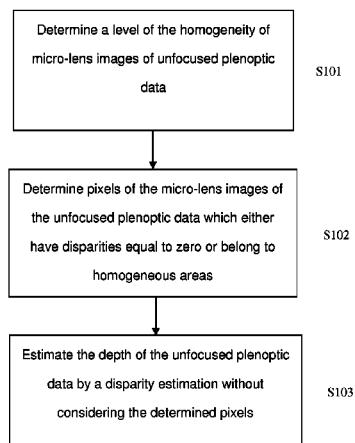 Determine a level of the homogeneity of
micro-lens images of unfocused plenoptic
data
S101
Determine pixels of the micro-lens images of
the unfocused plenoptic data which either
have disparities equal to zero or belong to
homogeneous areas
S102
Estimate the depth of the unfocused plenoptic
data by a disparity estimation without
considering the determined pixels
S103